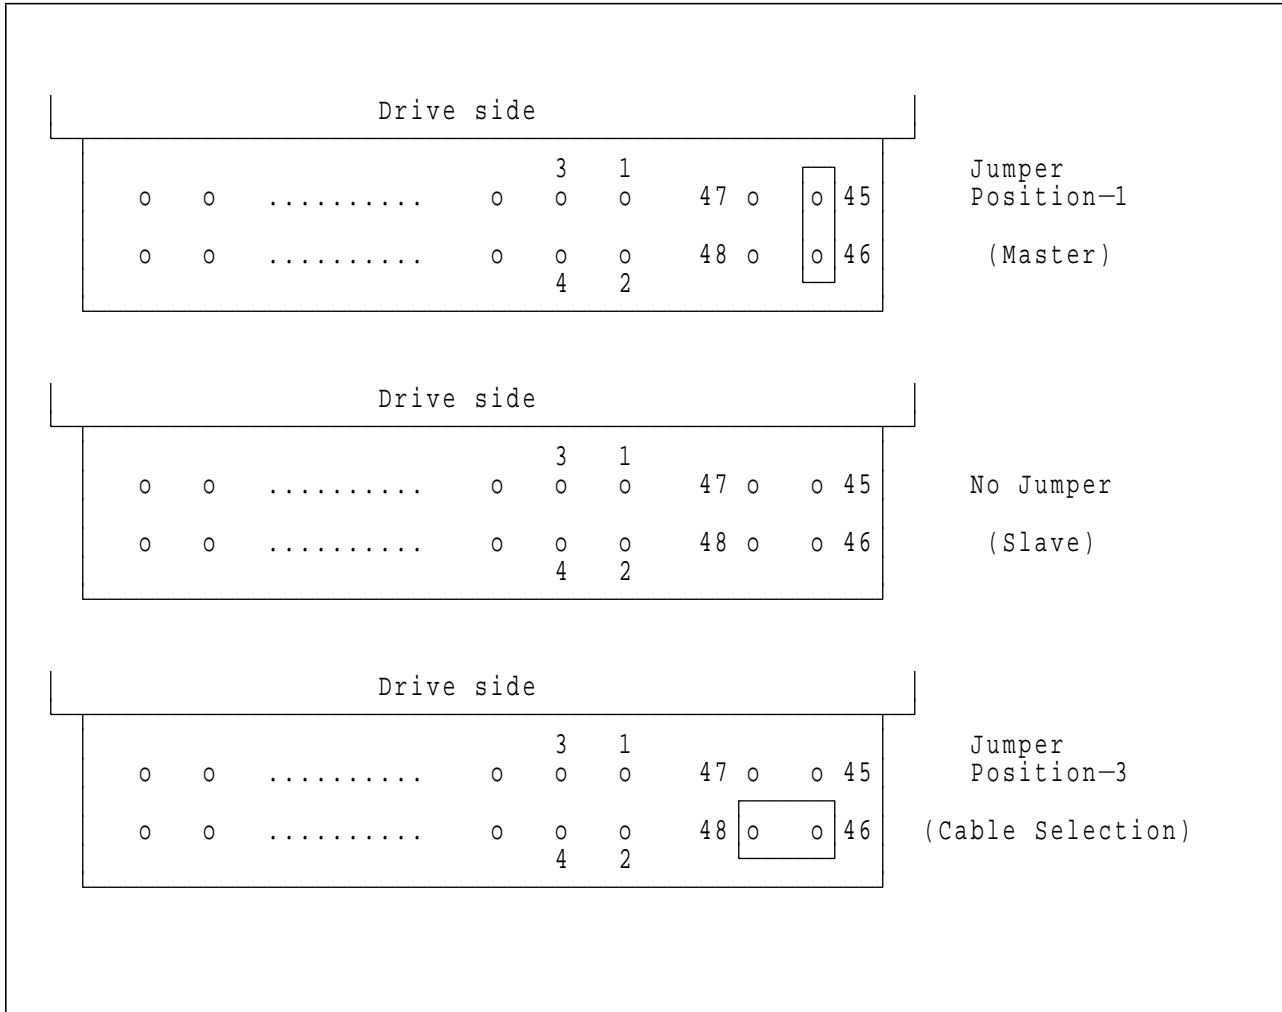 Drive side
3 1 Jumper
o o .......... o o o 47 o o 45 Position—1
o o .......... o o o 48 o o 46 (Master)
4 2
Drive side
3 1
o o .......... o o o 47 o o 45 No Jumper
o o .......... o o o 48 o o 46 (Slave)
4 2
Drive side
3 1 Jumper
o o .......... o o o 47 o o 45 Position—3
o o .......... o o o 48 o o 46 (Cable Selection)
4 2